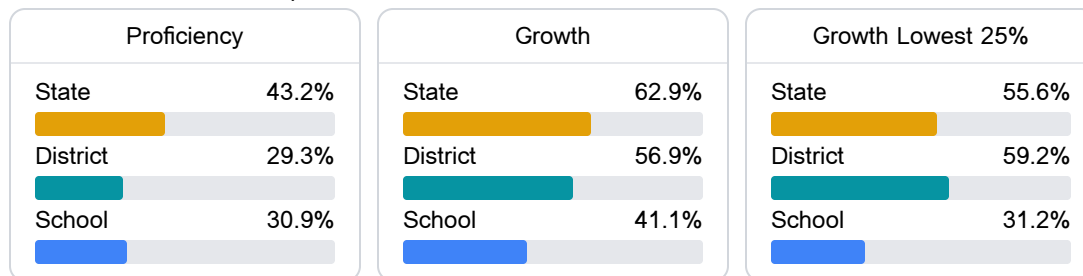 Proficiency
State 43.2%
District 29.3%
School 30.9%
Growth
State 62.9%
District 56.9%
School 41.1%
Growth Lowest 25%
State 55.6%
District 59.2%
School 31.2%